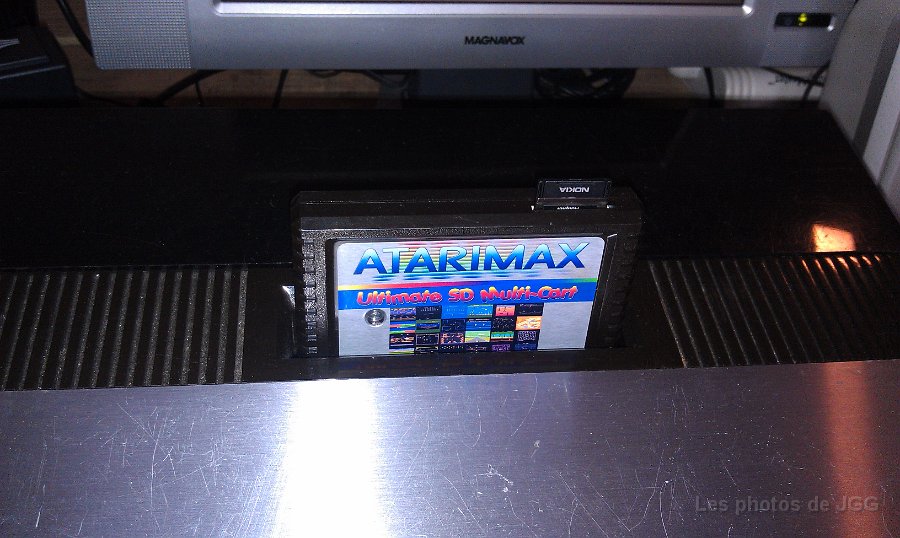 MAGNAVOX
NOKIA
ATARIMAX
Ultimate SD Multi-Cart
Les photos de JGG